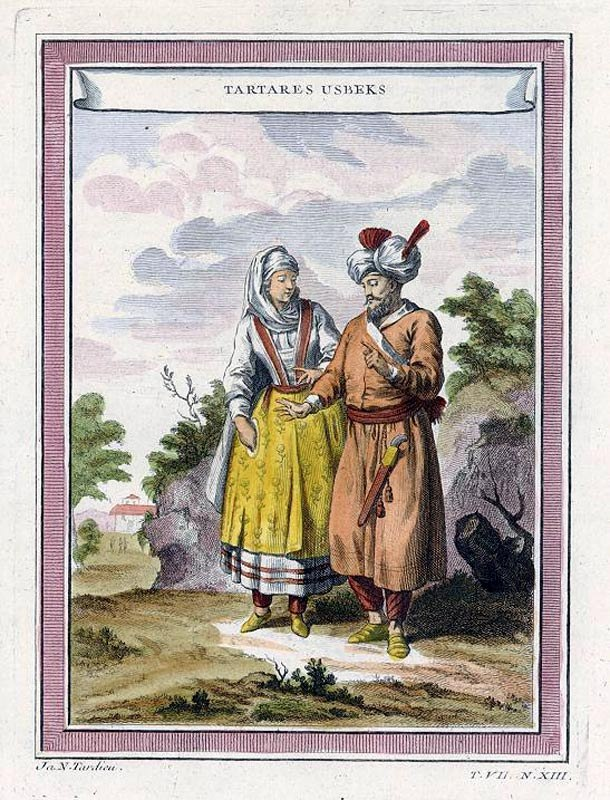 TARTARES USBEKS
Ja. N. Tardieu.
T. VII. N. XIII.